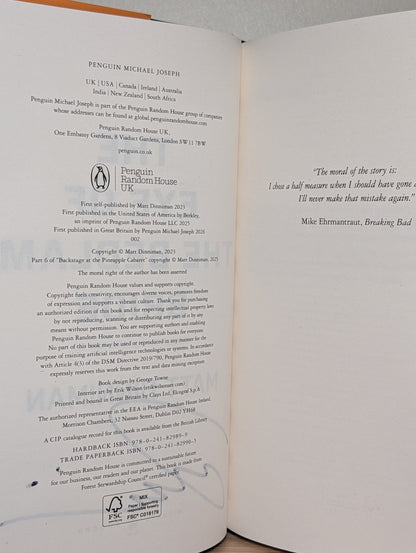 PENGUIN MICHAEL JOSEPH
UK | USA | Canada | Ireland | Australia
India | New Zealand | South Africa
Penguin Michael Joseph is part of the Penguin Random House group of companies
whose addresses can be found at global.penguinrandomhouse.com
Penguin Random House UK,
One Embassy Gardens, 8 Viaduct Gardens, London SW11 7BW
penguin.co.uk
Penguin
Random House
UK
First self-published by Matt Dinniman 2023
First published in the United States of America by Berkley,
an imprint of Penguin Random House LLC 2025
First published in Great Britain by Penguin Michael Joseph 2026
002
Copyright © Matt Dinniman, 2023
Part 6 of "Backstage at the Pineapple Cabaret" copyright © Matt Dinniman, 2025
The moral right of the author has been asserted
Penguin Random House values and supports copyright.
Copyright fuels creativity, encourages diverse voices, promotes freedom
of expression and supports a vibrant culture. Thank you for purchasing
an authorized edition of this book and for respecting intellectual property laws
by not reproducing, scanning or distributing any part of it by any
means without permission. You are supporting authors and enabling
Penguin Random House to continue to publish books for everyone.
No part of this book may be used or reproduced in any manner for the
purpose of training artificial intelligence technologies or systems. In accordance
with Article 4(3) of the DSM Directive 2019/790, Penguin Random House
expressly reserves this work from the text and data mining exception.
Book design by George Towne
Interior art by Erik Wilson (erikwilsonart.com)
Printed and bound in Great Britain by Clays Ltd, Elcograf S.p.A
The authorized representative in the EEA is Penguin Random House Ireland,
Morrison Chambers, 32 Nassau Street, Dublin D02 YH68
A CIP catalogue record for this book is available from the British Library
HARDBACK ISBN: 978-0-241-82989-9
TRADE PAPERBACK ISBN: 978-0-241-82990-5
Penguin Random House is committed to a sustainable future
for our business, our readers and our planet. This book is made from
Forest Stewardship Council® certified paper.
FSC
www.fsc.org
MIX
Paper | Supporting
responsible forestry
FSC® C018179
"The moral of the story is:
I chose a half measure when I should have gone
I'll never make that mistake again."
Mike Ehrmantraut, Breaking Bad